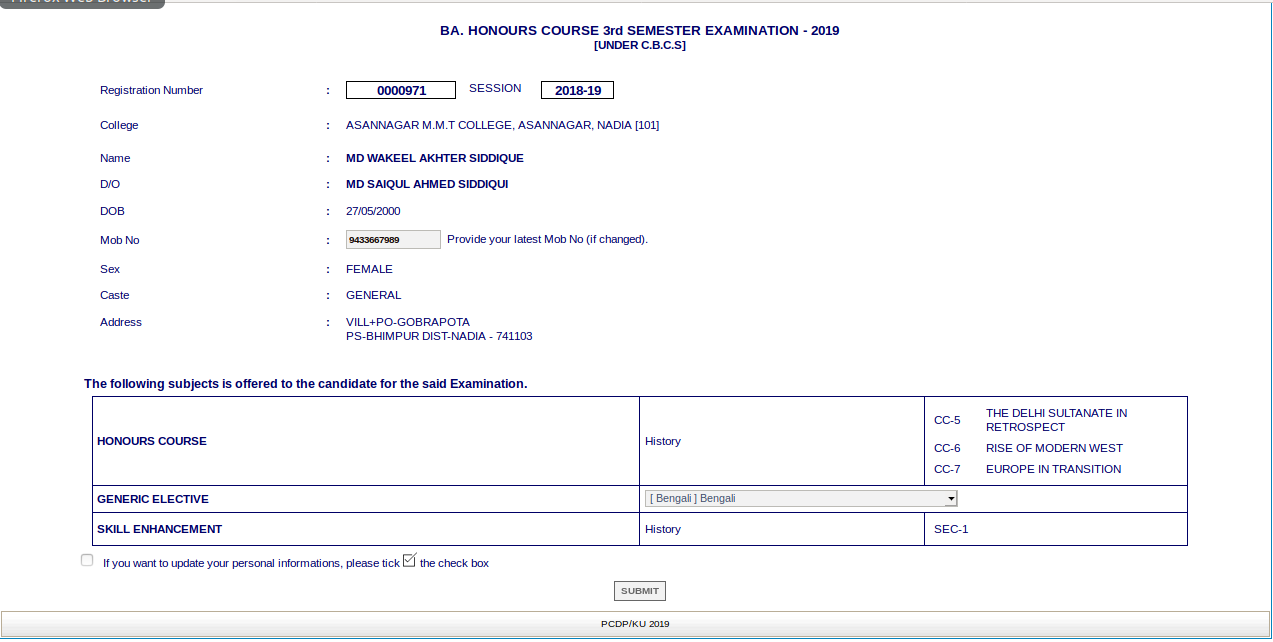 Firefox Web Browser
BA. HONOURS COURSE 3rd SEMESTER EXAMINATION - 2019
[UNDER C.B.C.S]
Registration Number : 0000971 SESSION 2018-19
College : ASANNAGAR M.M.T COLLEGE, ASANNAGAR, NADIA [101]
Name : MD WAKEEL AKHTER SIDDIQUE
D/O : MD SAIQUL AHMED SIDDIQUI
DOB : 27/05/2000
Mob No : 9433667989 Provide your latest Mob No (if changed).
Sex : FEMALE
Caste : GENERAL
Address : VILL+PO-GOBRAPOTA
PS-BHIMPUR DIST-NADIA - 741103
The following subjects is offered to the candidate for the said Examination.
HONOURS COURSE History CC-5 THE DELHI SULTANATE IN
RETROSPECT
CC-6 RISE OF MODERN WEST
CC-7 EUROPE IN TRANSITION
GENERIC ELECTIVE [ Bengali ] Bengali
SKILL ENHANCEMENT History SEC-1
If you want to update your personal informations, please tick the check box
SUBMIT
PCDP/KU 2019